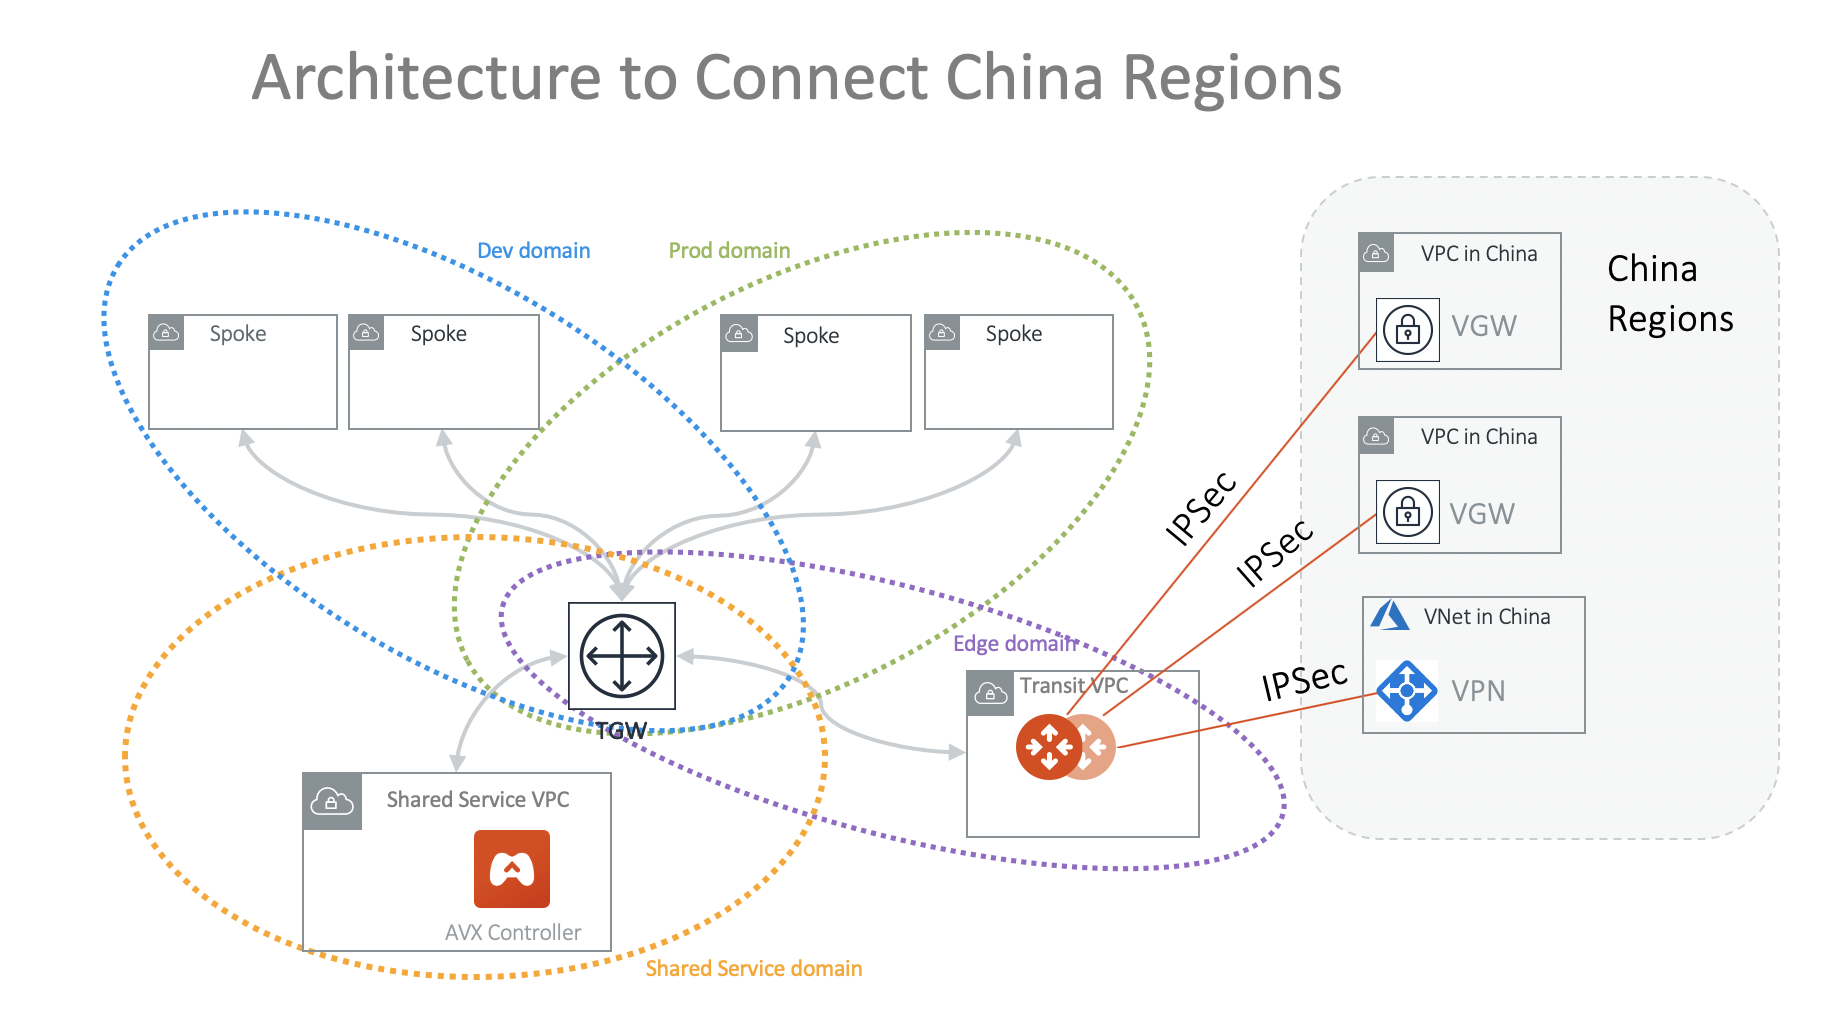 Architecture to Connect China Regions
Dev domain
Prod domain
Spoke
Spoke
Spoke
Spoke
VPC in China
VGW
China
Regions
VPC in China
VGW
IPSec
IPSec
IPSec
VNet in China
VPN
Edge domain
Transit VPC
TGW
Shared Service VPC
AVX Controller
Shared Service domain